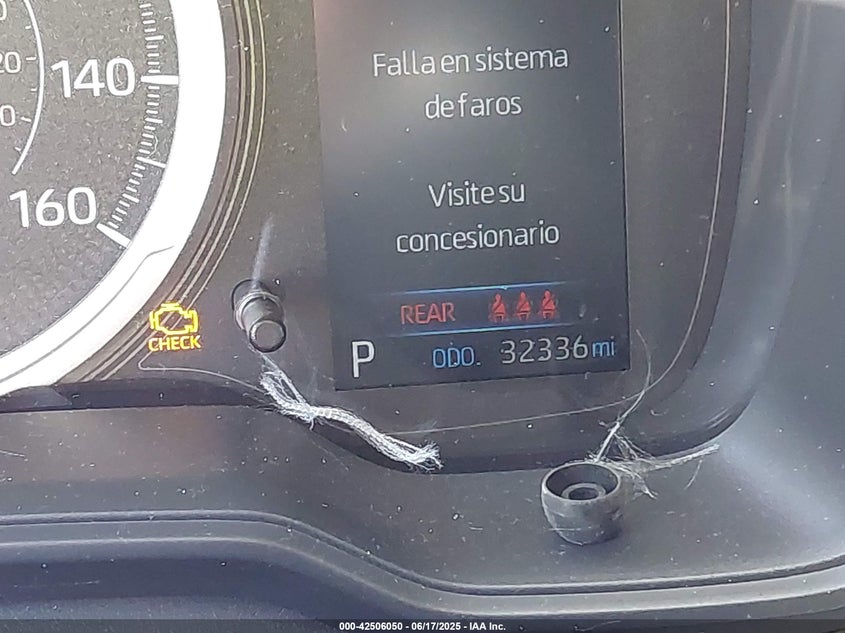 140
160
20
Falla en sistema
de faros
Visite su
concesionario
REAR
CHECK
P ODO. 32336 mi
000-42506050 - 06/17/2025 - IAA Inc.